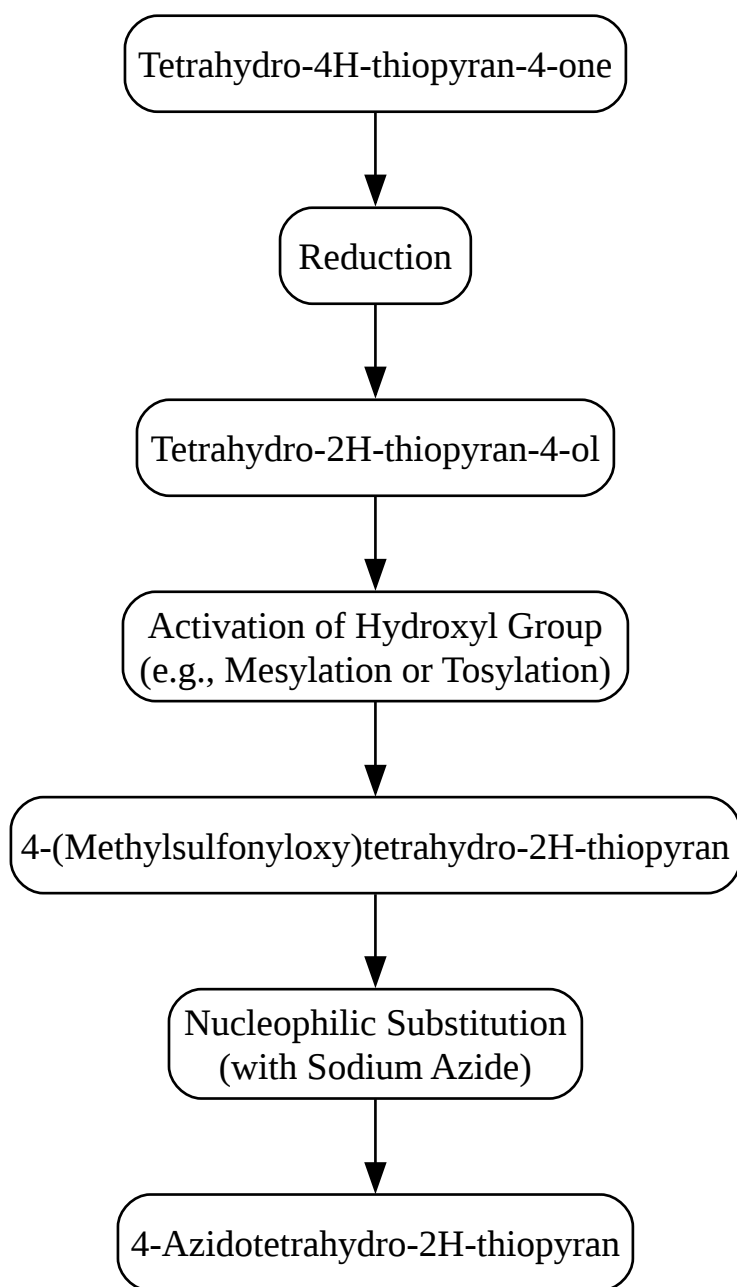 Tetrahydro-4H-thiopyran-4-one
Reduction
Tetrahydro-2H-thiopyran-4-ol
Activation of Hydroxyl Group
(e.g., Mesylation or Tosylation)
4-(Methylsulfonyloxy)tetrahydro-2H-thiopyran
Nucleophilic Substitution
(with Sodium Azide)
4-Azidotetrahydro-2H-thiopyran